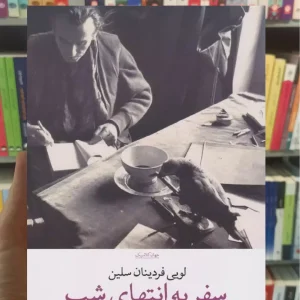 لویی فردینان سلین
سفر به انتهای شب